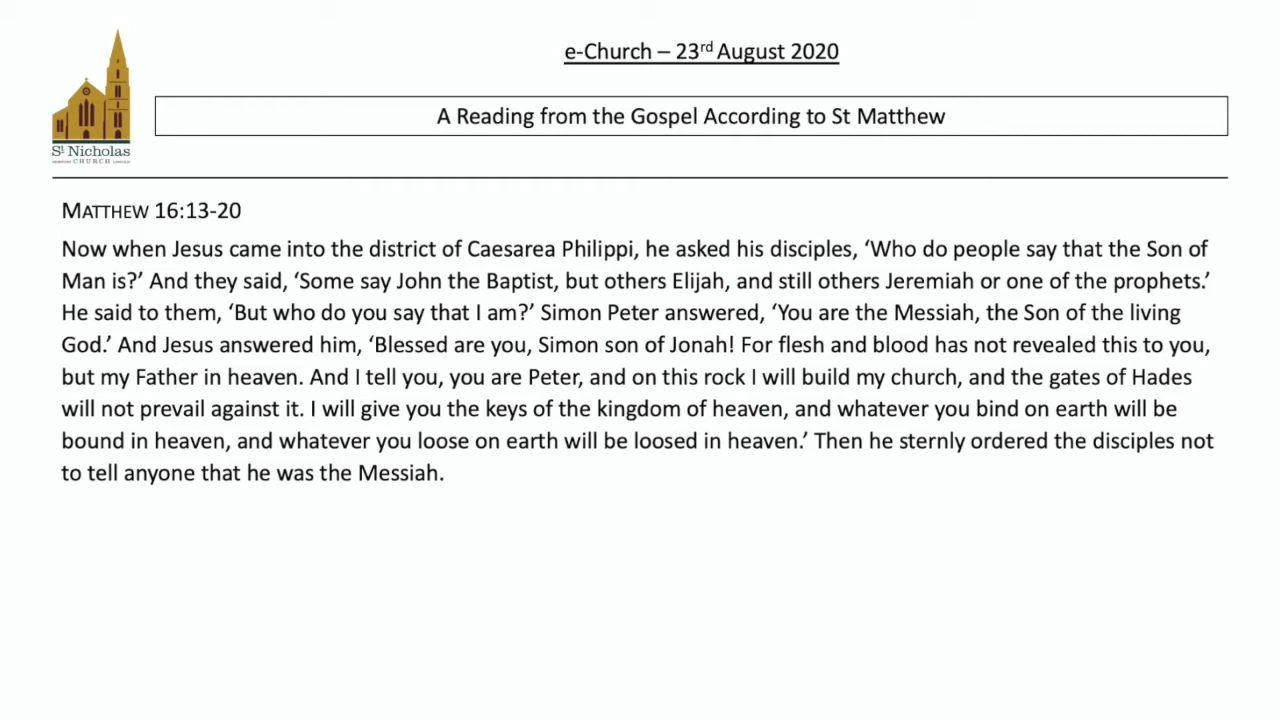 e-Church – 23rd August 2020
A Reading from the Gospel According to St Matthew
St Nicholas
CHURCH
MATTHEW 16:13-20
Now when Jesus came into the district of Caesarea Philippi, he asked his disciples, ‘Who do people say that the Son of
Man is?’ And they said, ‘Some say John the Baptist, but others Elijah, and still others Jeremiah or one of the prophets.’
He said to them, ‘But who do you say that I am?’ Simon Peter answered, ‘You are the Messiah, the Son of the living
God.’ And Jesus answered him, ‘Blessed are you, Simon son of Jonah! For flesh and blood has not revealed this to you,
but my Father in heaven. And I tell you, you are Peter, and on this rock I will build my church, and the gates of Hades
will not prevail against it. I will give you the keys of the kingdom of heaven, and whatever you bind on earth will be
bound in heaven, and whatever you loose on earth will be loosed in heaven.’ Then he sternly ordered the disciples not
to tell anyone that he was the Messiah.